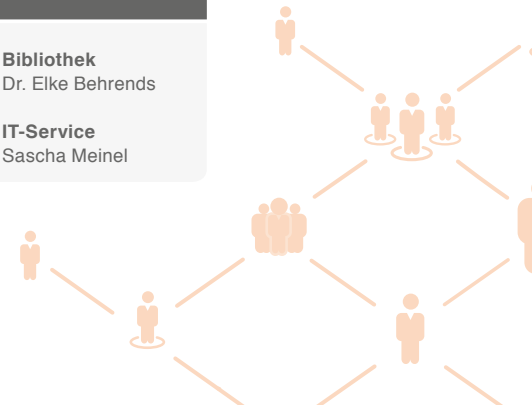 Bibliothek
Dr. Elke Behrends
IT-Service
Sascha Meinel